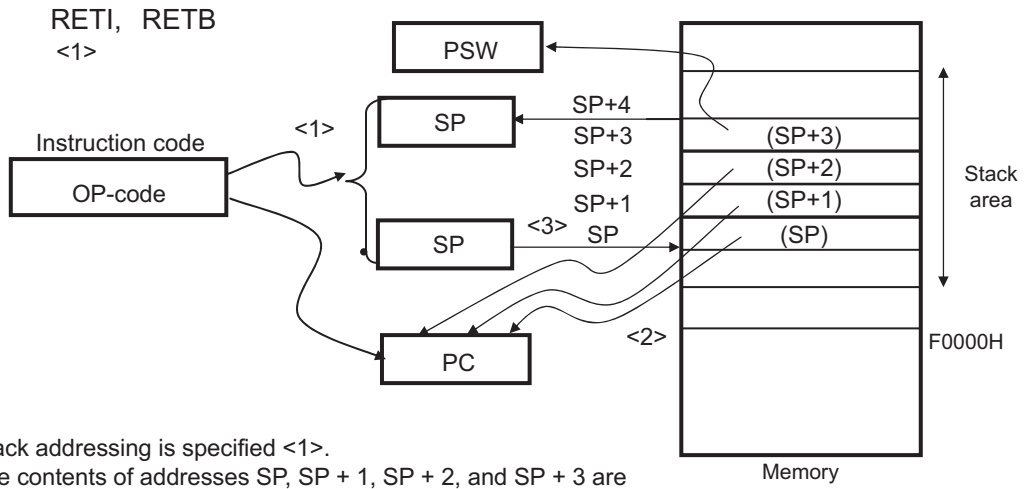 RETI, RETB
<1>
PSW
SP+4
<1>
SP
SP+3
(SP+3)
Instruction code
SP+2
(SP+2)
OP-code
Stack
area
SP+1
(SP+1)
SP
<3>
SP
(SP)
<2>
F0000H
PC
addressing is specified <1>.
contents of addresses SP, SP + 1, SP + 2, and SP + 3 are
Memory